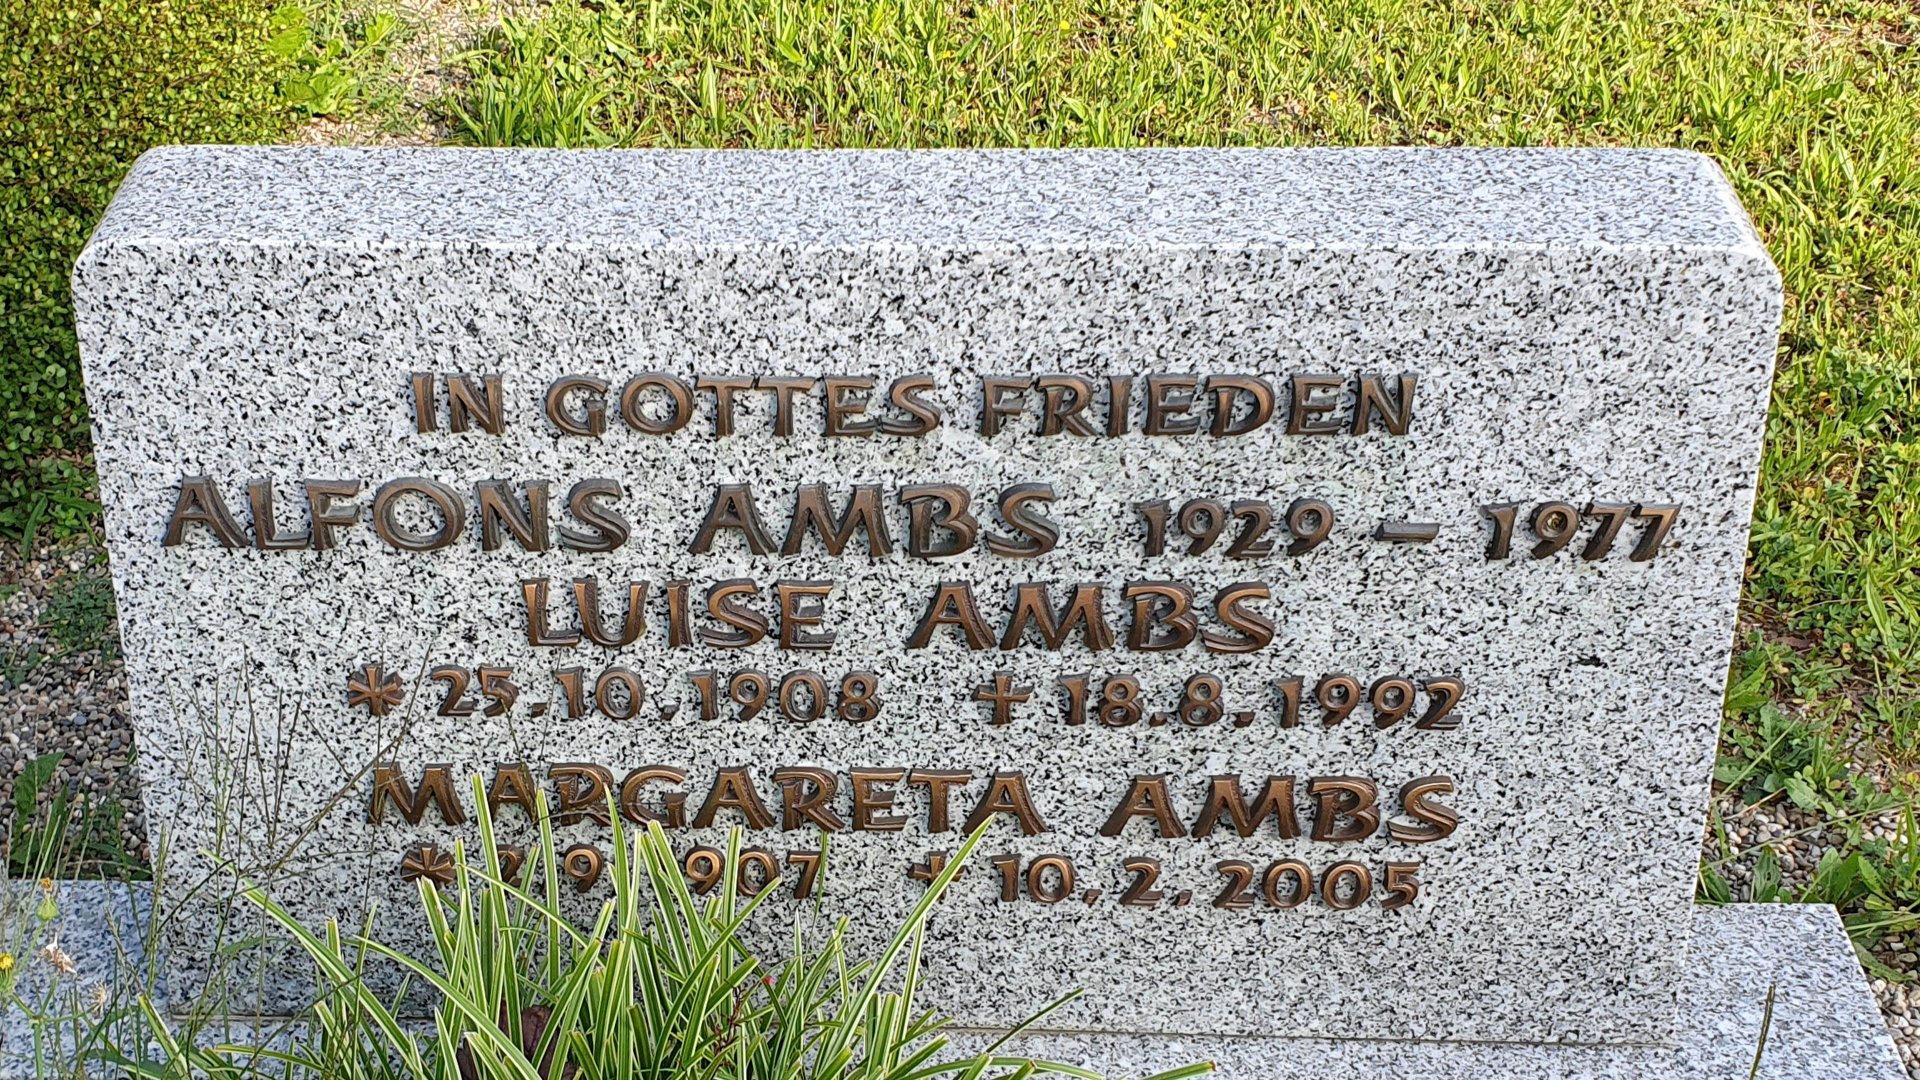 IN GOTTES FRIEDEN
ALFONS AMBS 1929 – 1977
LUISE AMBS
* 25.10.1908 ✝ 18.8.1992
MARGARETA AMBS
* ✝ 10.2.2005